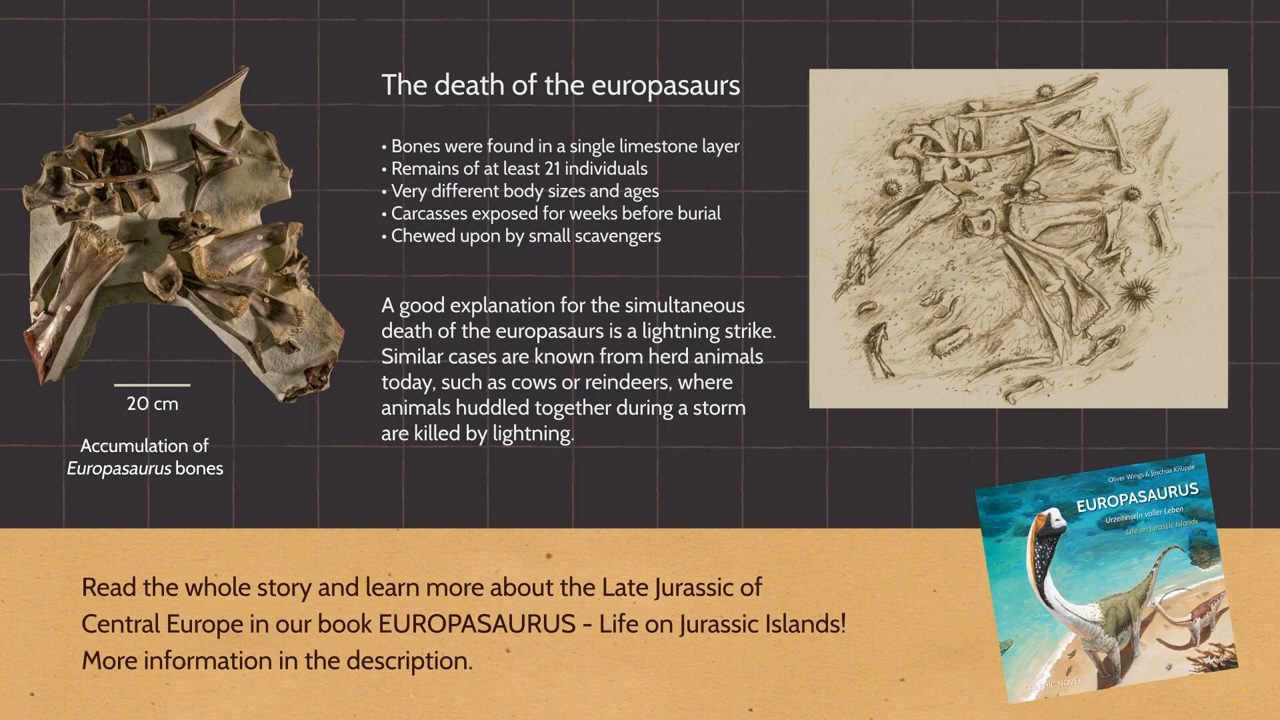 The death of the europasaurs
• Bones were found in a single limestone layer
• Remains of at least 21 individuals
• Very different body sizes and ages
• Carcasses exposed for weeks before burial
• Chewed upon by small scavengers
A good explanation for the simultaneous
death of the europasaurs is a lightning strike.
Similar cases are known from herd animals
today, such as cows or reindeers, where
animals huddled together during a storm
are killed by lightning.
20 cm
Accumulation of
Europasaurus bones
Read the whole story and learn more about the Late Jurassic of
Central Europe in our book EUROPASAURUS - Life on Jurassic Islands!
More information in the description.
Oliver Wings & Joschua Knüppe
EUROPASAURUS
Urzeitinseln voller Leben
Life on Jurassic Islands
GRAPHIC NOVEL